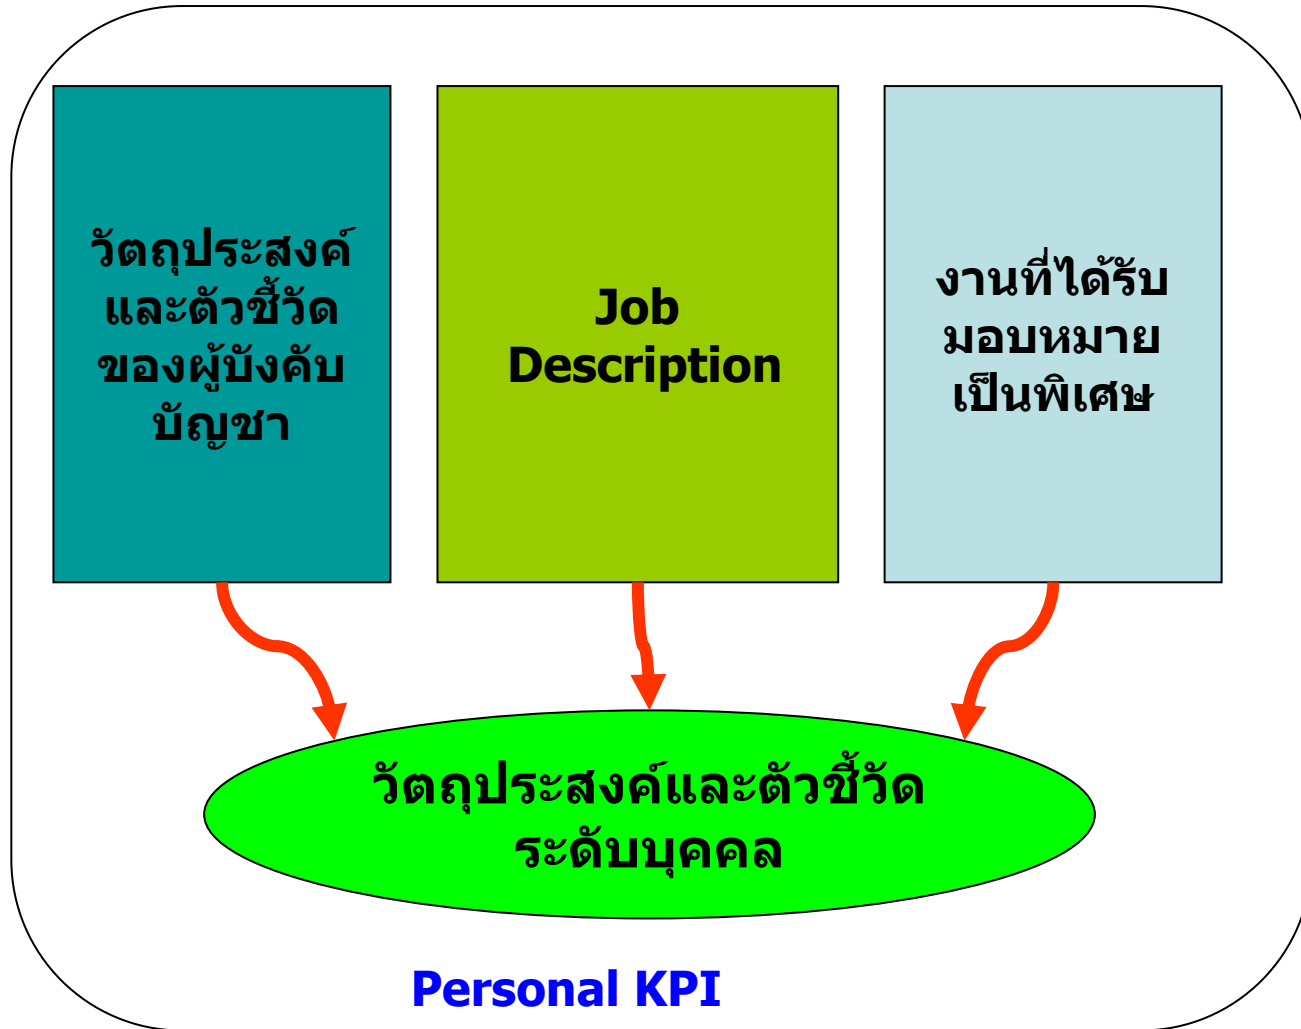 วัตถุประสงค์
และตัวชี้วัด
ของผู้บังคับ
บัญชา
Job
Description
งานที่ได้รับ
มอบหมาย
เป็นพิเศษ
วัตถุประสงค์และตัวชี้วัด
ระดับบุคคล
Personal KPI